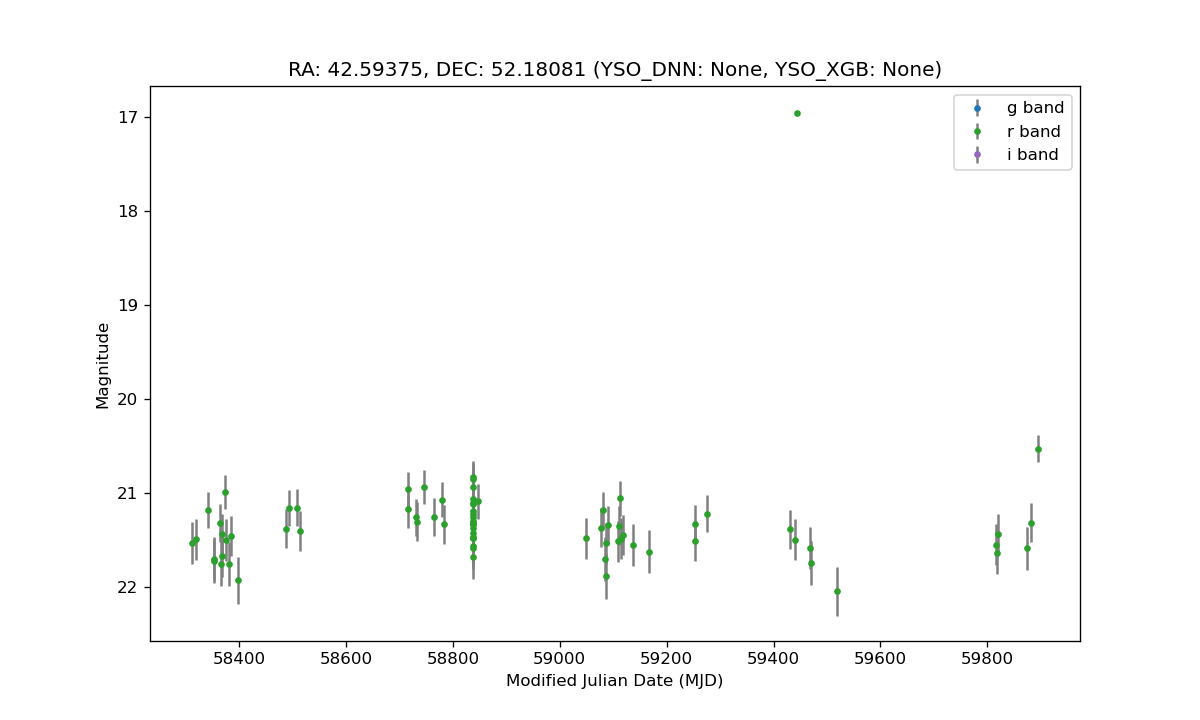 RA: 42.59375, DEC: 52.18081 (YSO_DNN: None, YSO_XGB: None)
g band
r band
i band
Magnitude
17
18
19
20
21
22
58400 58600 58800 59000 59200 59400 59600 59800
Modified Julian Date (MJD)